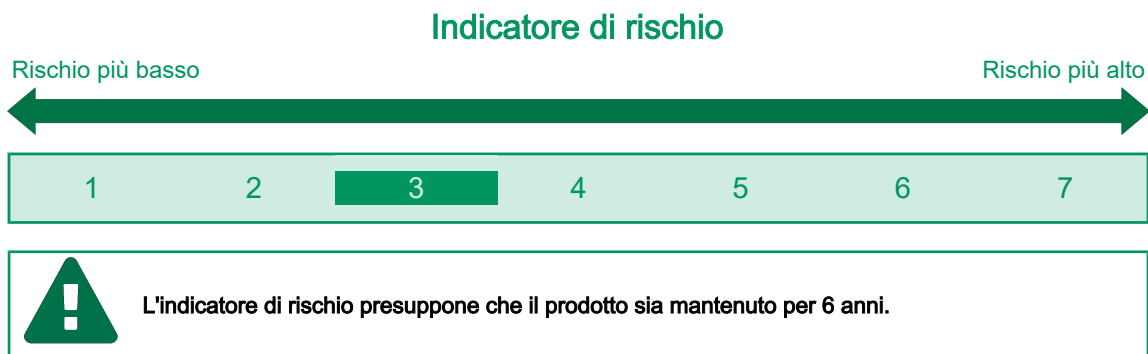 Indicatore di rischio
Rischio più basso Rischio più alto
1 2 3 4 5 6 7
L'indicatore di rischio presuppone che il prodotto sia mantenuto per 6 anni.